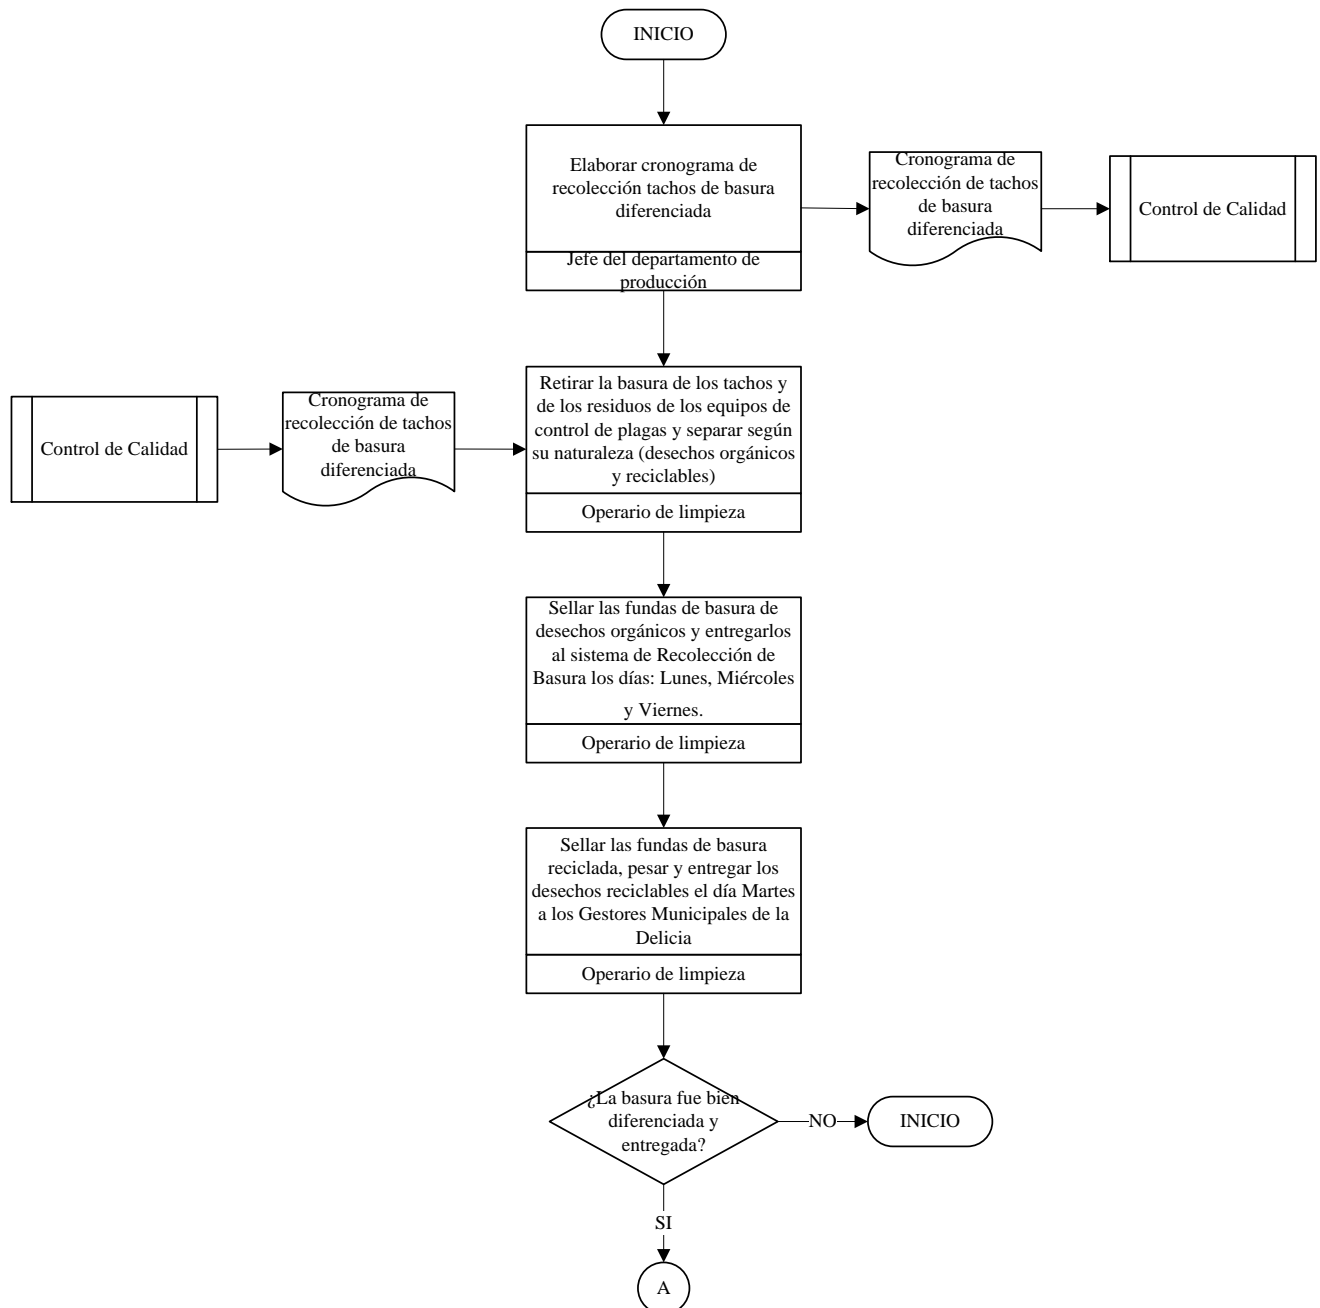 INICIO
Elaborar cronograma de
recolección tachos de basura
diferenciada
Jefe del departamento de
producción
Cronograma de
recolección de tachos
de basura
diferenciada
Control de Calidad
Control de Calidad
Cronograma de
recolección de tachos
de basura
diferenciada
Retirar la basura de los tachos y
de los residuos de los equipos de
control de plagas y separar según
su naturaleza (desechos orgánicos
y reciclables)
Operario de limpieza
Sellar las fundas de basura de
desechos orgánicos y entregarlos
al sistema de Recolección de
Basura los días: Lunes, Miércoles
y Viernes.
Operario de limpieza
Sellar las fundas de basura
reciclada, pesar y entregar los
desechos reciclables el día Martes
a los Gestores Municipales de la
Delicia
Operario de limpieza
¿La basura fue bien
diferenciada y
entregada?
NO
INICIO
SI
A